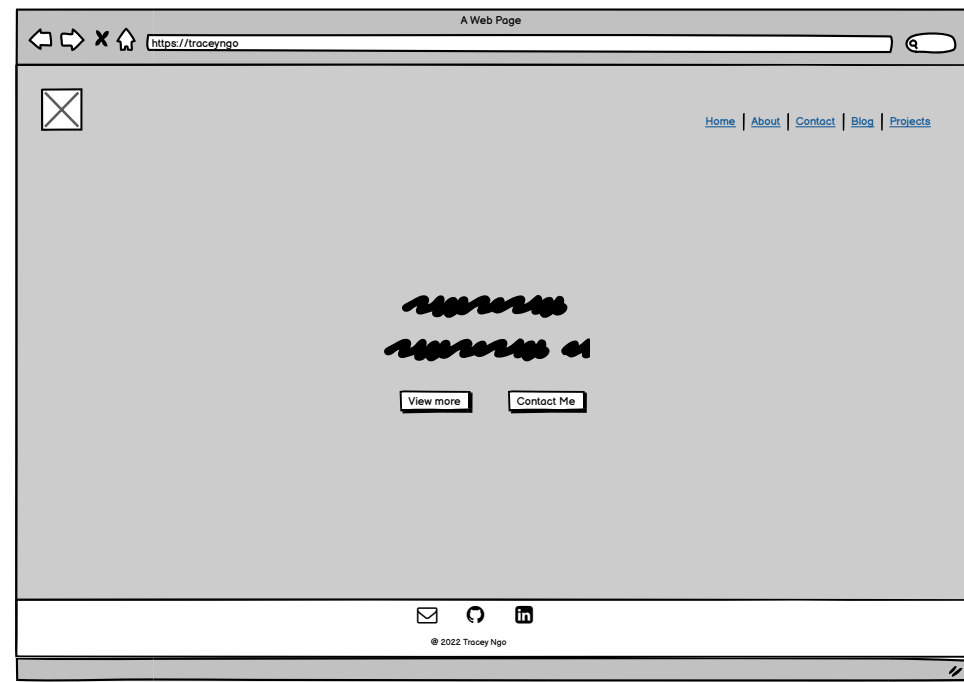 A Web Page
https://traceyngo
Home About Contact Blog Projects
View more Contact Me
@ 2022 Tracey Ngo